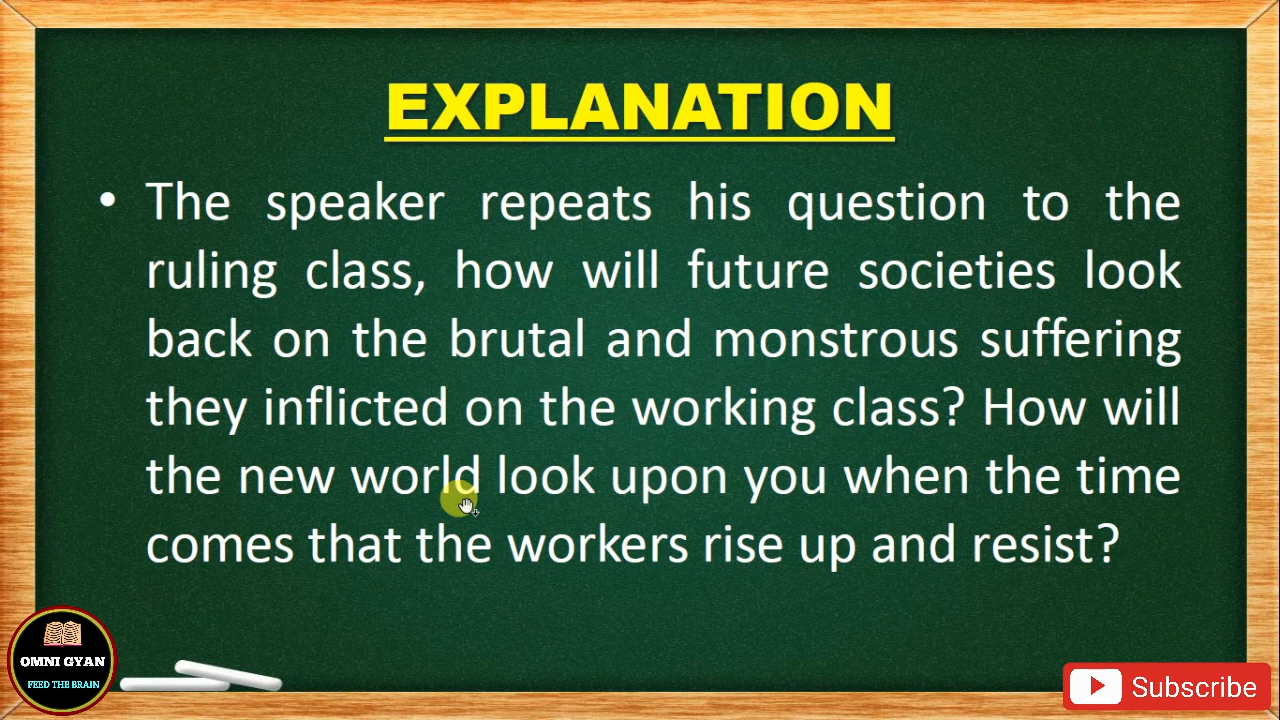 EXPLANATION
• The speaker repeats his question to the
ruling class, how will future societies look
back on the brutal and monstrous suffering
they inflicted on the working class? How will
the new world look upon you when the time
comes that the workers rise up and resist?
OMNI GYAN
FEED THE BRAIN
Subscribe